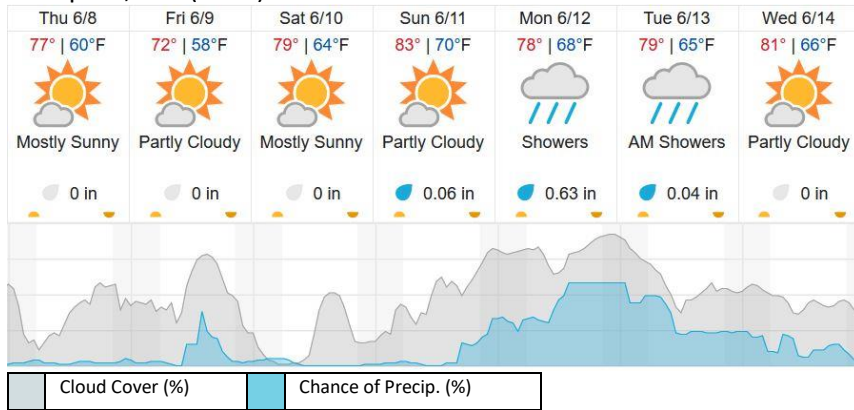 Thu 6/8 Fri 6/9 Sat 6/10 Sun 6/11 Mon 6/12 Tue 6/13 Wed 6/14
77° | 60°F 72° | 58°F 79° | 64°F 83° | 70°F 78° | 68°F 79° | 65°F 81° | 66°F
Mostly Sunny Partly Cloudy Mostly Sunny Partly Cloudy Showers AM Showers Partly Cloudy
0 in 0 in 0 in 0.06 in 0.63 in 0.04 in 0 in
Cloud Cover (%) Chance of Precip. (%)